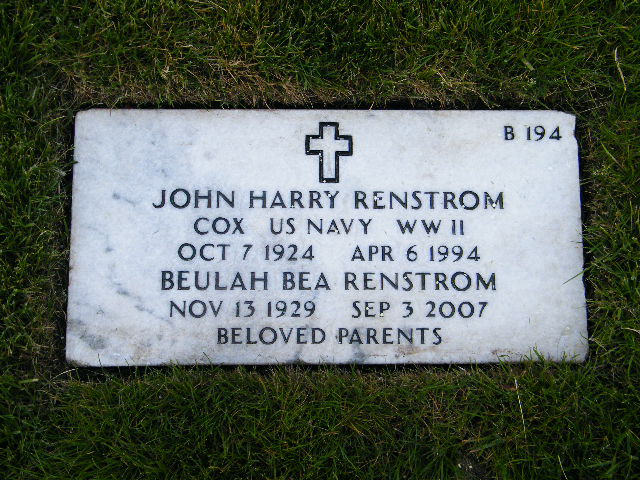 B 194
JOHN HARRY RENSTROM
COX US NAVY WW II
OCT 7 1924 APR 6 1994
BEULAH BEA RENSTROM
NOV 13 1929 SEP 3 2007
BELOVED PARENTS